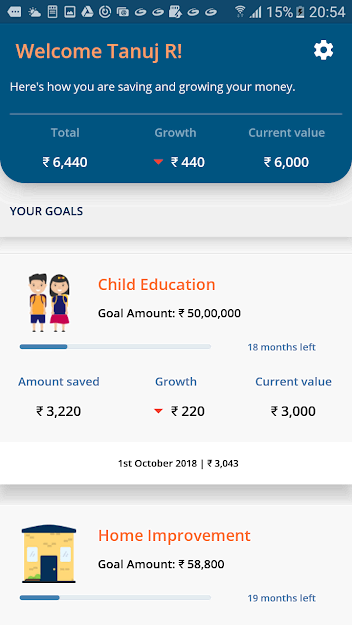 15% 20:54
Welcome Tanuj R!
Here's how you are saving and growing your money.
Total Growth Current value
₹ 6,440 ₹ 440 ₹ 6,000
YOUR GOALS
Child Education
Goal Amount: ₹ 50,00,000
18 months left
Amount saved Growth Current value
₹ 3,220 ₹ 220 ₹ 3,000
1st October 2018 | ₹ 3,043
Home Improvement
Goal Amount: ₹ 58,800
19 months left